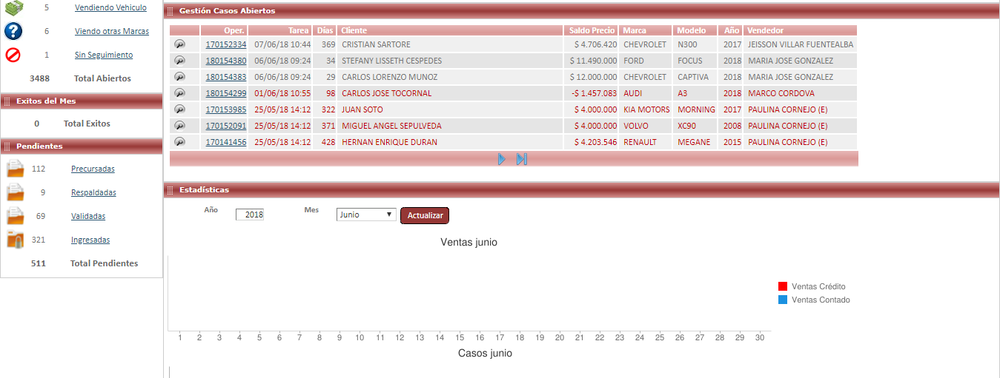 5 Vendiendo Vehiculo
6 Viendo otras Marcas
1 Sin Seguimiento
3488 Total Abiertos
Exitos del Mes
0 Total Exitos
Pendientes
112 Precursadas
9 Respaldadas
69 Validadas
321 Ingresadas
511 Total Pendientes
Gestión Casos Abiertos
Oper. Tarea Días Cliente Saldo Precio Marca Modelo Año Vendedor
170152334 07/06/18 10:44 369 CRISTIAN SARTORE $ 4.706.420 CHEVROLET N300 2017 JEISSON VILLAR FUENTEALBA
180154380 06/06/18 09:24 34 STEFANY LISSETH CESPEDES $ 11.490.000 FORD FOCUS 2018 MARIA JOSE GONZALEZ
180154383 06/06/18 09:24 29 CARLOS LORENZO MUNOZ $ 12.000.000 CHEVROLET CAPTIVA 2018 MARIA JOSE GONZALEZ
180154299 01/06/18 10:55 98 CARLOS JOSE TOCORNAL -$ 1.457.083 AUDI A3 2018 MARCO CORDOVA
170153985 25/05/18 14:12 322 JUAN SOTO $ 4.000.000 KIA MOTORS MORNING 2017 PAULINA CORNEJO (E)
170152091 25/05/18 14:12 371 MIGUEL ANGEL SEPULVEDA $ 4.000.000 VOLVO XC90 2008 PAULINA CORNEJO (E)
170141456 25/05/18 14:12 428 HERNAN ENRIQUE DURAN $ 4.203.546 RENAULT MEGANE 2015 PAULINA CORNEJO (E)
Estadísticas
Año 2018 Mes Junio Actualizar
Ventas junio
Ventas Crédito
Ventas Contado
1 2 3 4 5 6 7 8 9 10 11 12 13 14 15 16 17 18 19 20 21 22 23 24 25 26 27 28 29 30
Casos junio